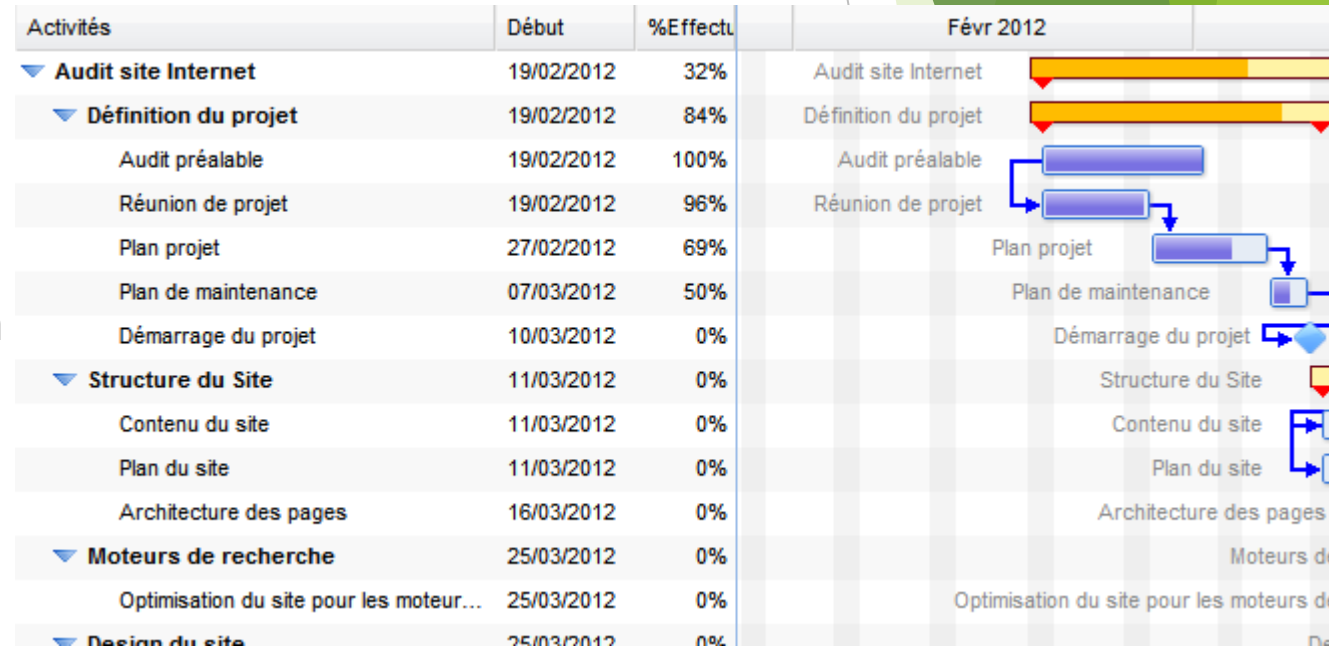 Activités Début %Effectu Févr 2012
Audit site Internet 19/02/2012 32% Audit site Internet
Définition du projet 19/02/2012 84% Définition du projet
Audit préalable 19/02/2012 100% Audit préalable
Réunion de projet 19/02/2012 96% Réunion de projet
Plan projet 27/02/2012 69% Plan projet
Plan de maintenance 07/03/2012 50% Plan de maintenance
Démarrage du projet 10/03/2012 0% Démarrage du projet
Structure du Site 11/03/2012 0% Structure du Site
Contenu du site 11/03/2012 0% Contenu du site
Plan du site 11/03/2012 0% Plan du site
Architecture des pages 16/03/2012 0% Architecture des pages
Moteurs de recherche 25/03/2012 0% Moteurs de
Optimisation du site pour les moteur... 25/03/2012 0% Optimisation du site pour les moteurs de
Design du site 25/03/2012 0% De